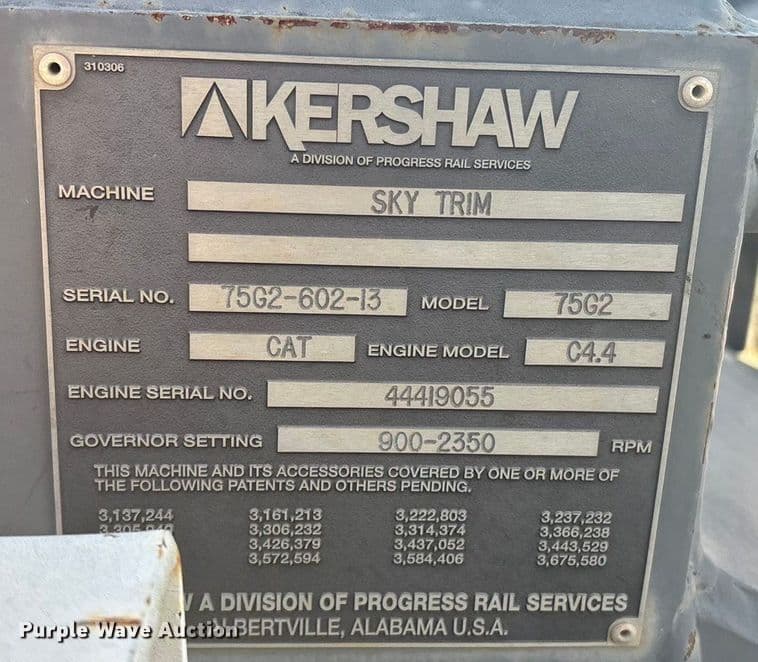 310306
KERSHAW
A DIVISION OF PROGRESS RAIL SERVICES
MACHINE SKY TRIM
SERIAL NO. 75G2-602-13 MODEL 75G2
ENGINE CAT ENGINE MODEL C4.4
ENGINE SERIAL NO. 44419055
GOVERNOR SETTING 900-2350 RPM
THIS MACHINE AND ITS ACCESSORIES COVERED BY ONE OR MORE OF
THE FOLLOWING PATENTS AND OTHERS PENDING.
3,137,244 3,161,213 3,222,803 3,237,232
3,306,232 3,314,374 3,366,238
3,426,379 3,437,052 3,443,529
3,572,594 3,584,406 3,675,580
A DIVISION OF PROGRESS RAIL SERVICES
ALABAMA U.S.A.
Purple Wave Auction